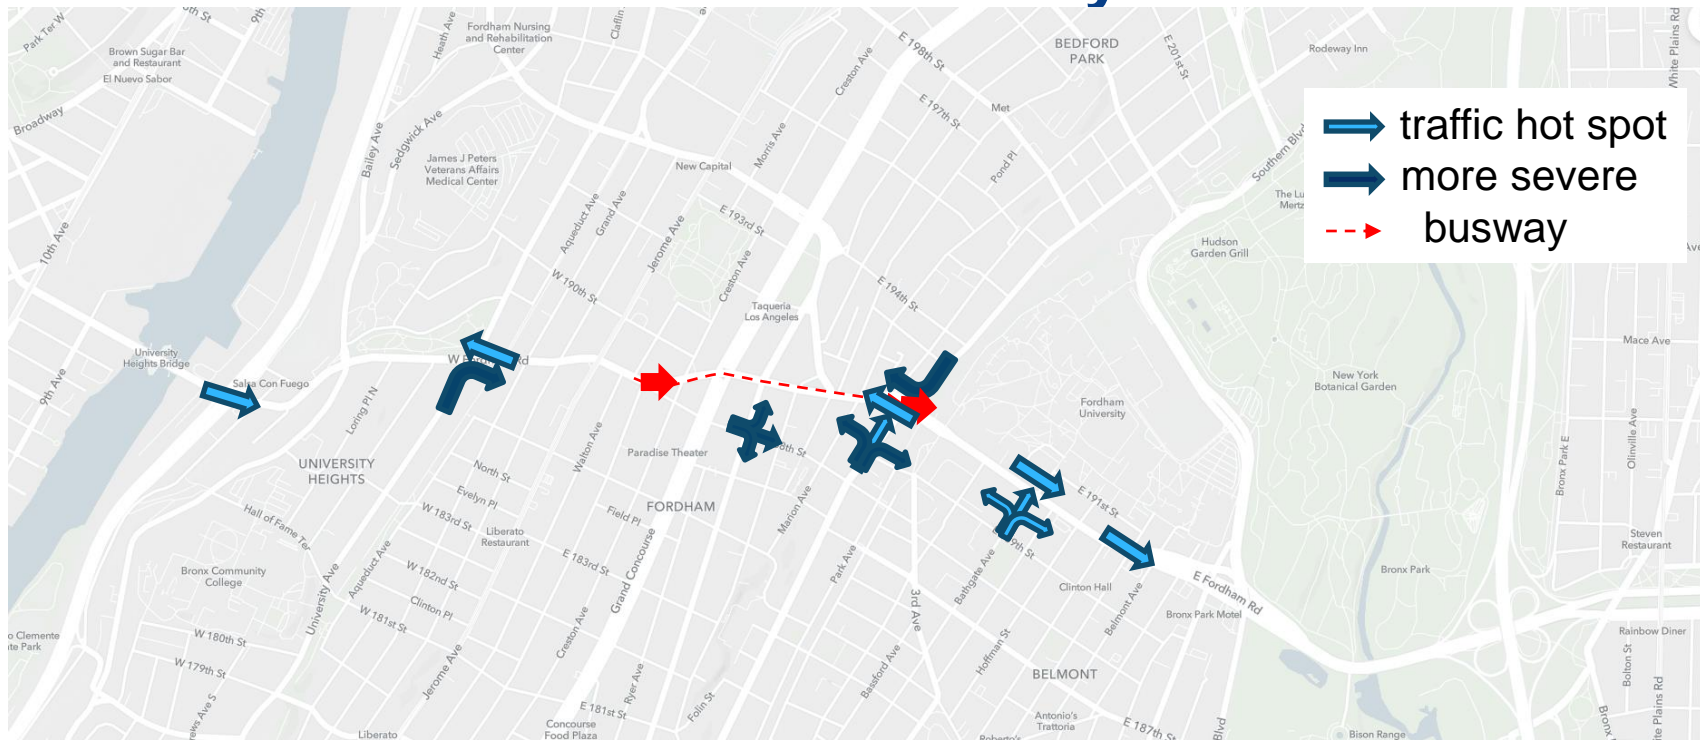 Park Ter W
9th
Brown Sugar Bar
and Restaurant
El Nuevo Sabor
Broadway
10th Ave
9th Ave
University
Heights Bridge
Salsa Con Fuego
Heath Ave
Fordham Nursing
and Rehabilitation
Center
Claflin
Bailey Ave
Sedgwick Ave
James J Peters
Veterans Affairs
Medical Center
Aqueduct Ave
Grand Ave
Jerome Ave
W 190th St
New Capital
Morris Ave
Creston Ave
E 193rd St
Creston Ave
Taqueria
Los Angeles
E 198th St
E 197th St
Met
Pond Pl
E 194th St
BEDFORD
PARK
E 201st St
Rodeway Inn
White Plains Rd
traffic hot spot
more severe
busway
Southern Blvd
Hudson
Garden Grill
New York
Botanical Garden
Mace Ave
Bronx Park E
Olinville Ave
Steven
Restaurant
Bronx Park
Rainbow Diner
Bolton St
Bison Range
Fordham
University
E 191st St
Clinton Hall
Bathgate Ave
Belmont Ave
Bronx Park Motel
E Fordham Rd
Hoffman St
BELMONT
Antonio's
Trattoria
E 187th St
Blvd
3rd Ave
Park Ave
Bassford Ave
Marion Ave
Paradise Theater
FORDHAM
Grand Concourse
Walton Ave
Field Pl
E 183rd St
Creston Ave
Ryer Ave
E 181st St
Folin St
Concourse
Food Plaza
Loring Pl N
UNIVERSITY
HEIGHTS
North St
Evelyn Pl
W 183rd St
Liberato
Restaurant
Hall of Fame Ter
Bronx Community
College
University Ave
Aqueduct Ave
W 182nd St
Clinton Pl
W 181st St
W 180th St
W 179th St
Jerome Ave
Liberato